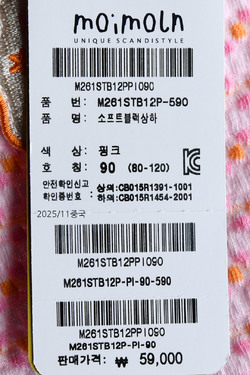 moimoln
UNIQUE SCANDISTYLE
M261STB12PPI090
품 번: M261STB12P-590
품 명: 소프트블럭상하
색 상: 핑크
호 칭: 90 (80-120)
안전확인신고 상의:CB015R1391-1001
확인증번호: 하의:CB015R1454-2001
2025/11중국
M261STB12PPI090
M261STB12P-PI-90-590
M261STB12PPI090
M261STB12P-PI-90
판매가격: ₩ 59,000